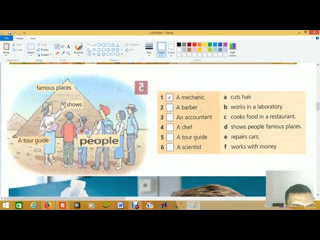 famous places
shows
A tour guide
people
2
1 e A mechanic a cuts hair.
2 A barber b works in a laboratory.
3 An accountant c cooks food in a restaurant.
4 A chef d shows people famous places.
5 A tour guide e repairs cars.
6 A scientist f works with money.